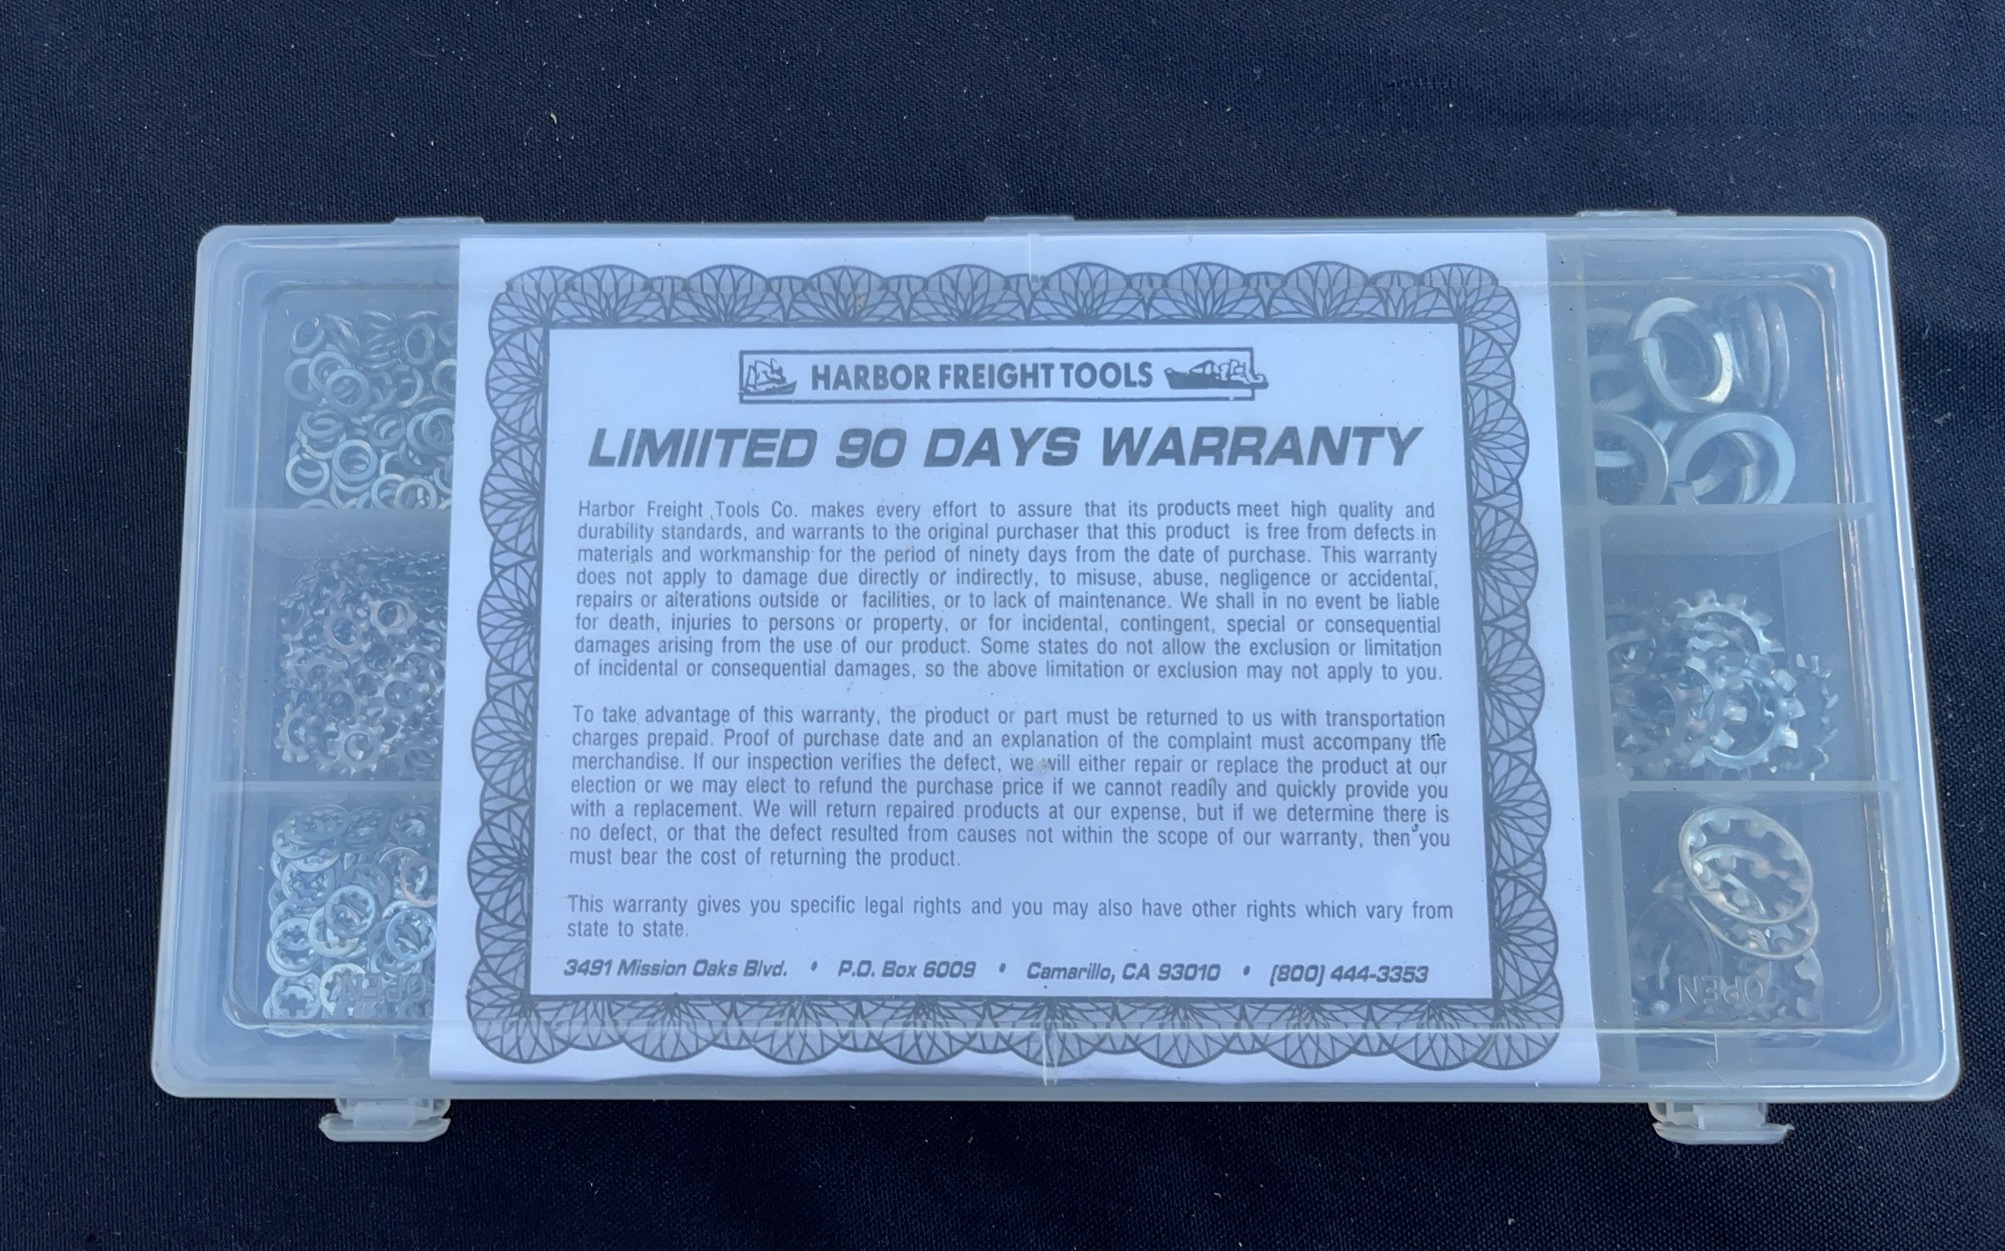 HARBOR FREIGHT TOOLS
LIMIITED 90 DAYS WARRANTY
Harbor Freight Tools Co. makes every effort to assure that its products meet high quality and
durability standards, and warrants to the original purchaser that this product is free from defects in
materials and workmanship for the period of ninety days from the date of purchase. This warranty
does not apply to damage due directly or indirectly, to misuse, abuse, negligence or accidental,
repairs or alterations outside or facilities, or to lack of maintenance. We shall in no event be liable
for death, injuries to persons or property, or for incidental, contingent, special or consequential
damages arising from the use of our product. Some states do not allow the exclusion or limitation
of incidental or consequential damages, so the above limitation or exclusion may not apply to you.
To take advantage of this warranty, the product or part must be returned to us with transportation
charges prepaid. Proof of purchase date and an explanation of the complaint must accompany the
merchandise. If our inspection verifies the defect, we will either repair or replace the product at our
election or we may elect to refund the purchase price if we cannot readily and quickly provide you
with a replacement. We will return repaired products at our expense, but if we determine there is
no defect, or that the defect resulted from causes not within the scope of our warranty, then you
must bear the cost of returning the product.
This warranty gives you specific legal rights and you may also have other rights which vary from
state to state.
3491 Mission Oaks Blvd. • P.O. Box 6009 • Camarillo, CA 93010 • (800) 444-3353
OPEN
OPEN